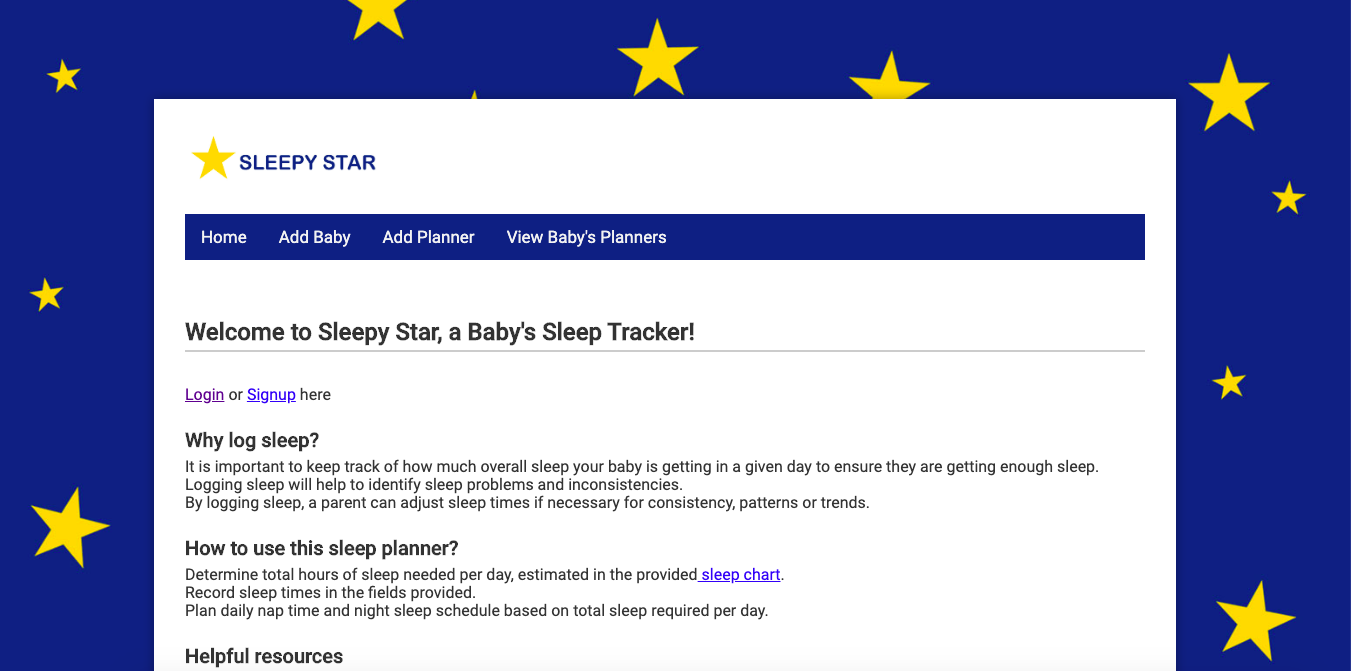 SLEEPY STAR
Home Add Baby Add Planner View Baby's Planners
Welcome to Sleepy Star, a Baby's Sleep Tracker!
Login or Signup here
Why log sleep?
It is important to keep track of how much overall sleep your baby is getting in a given day to ensure they are getting enough sleep.
Logging sleep will help to identify sleep problems and inconsistencies.
By logging sleep, a parent can adjust sleep times if necessary for consistency, patterns or trends.
How to use this sleep planner?
Determine total hours of sleep needed per day, estimated in the provided sleep chart.
Record sleep times in the fields provided.
Plan daily nap time and night sleep schedule based on total sleep required per day.
Helpful resources